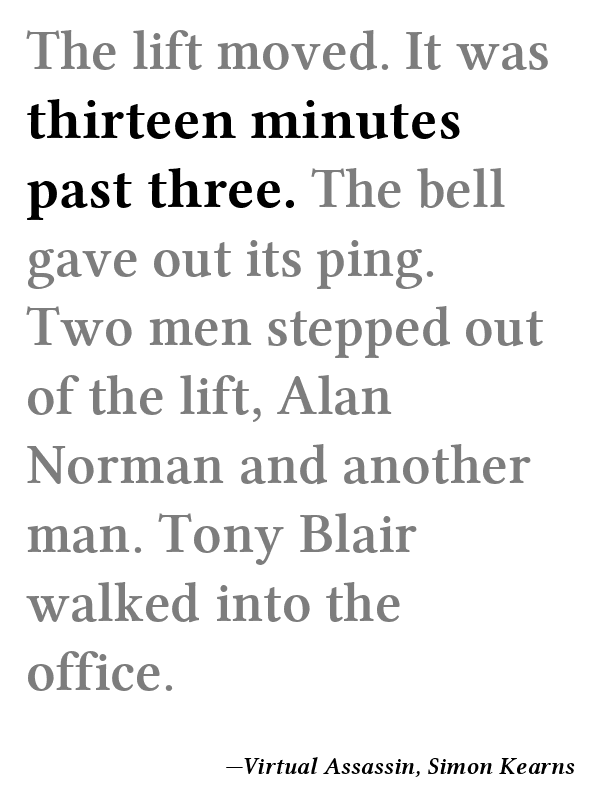 The lift moved. It was
thirteen minutes
past three. The bell
gave out its ping.
Two men stepped out
of the lift, Alan
Norman and another
man. Tony Blair
walked into the
office.
—Virtual Assassin, Simon Kearns